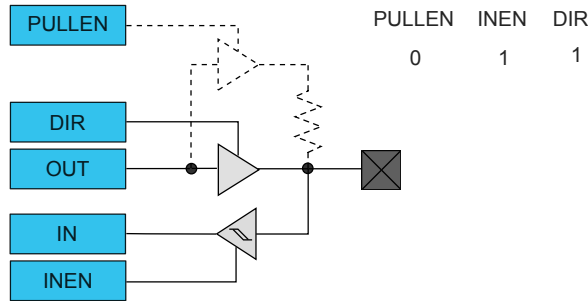 PULLEN
PULLEN INEN DIR
0 1 1
DIR
OUT
IN
INEN